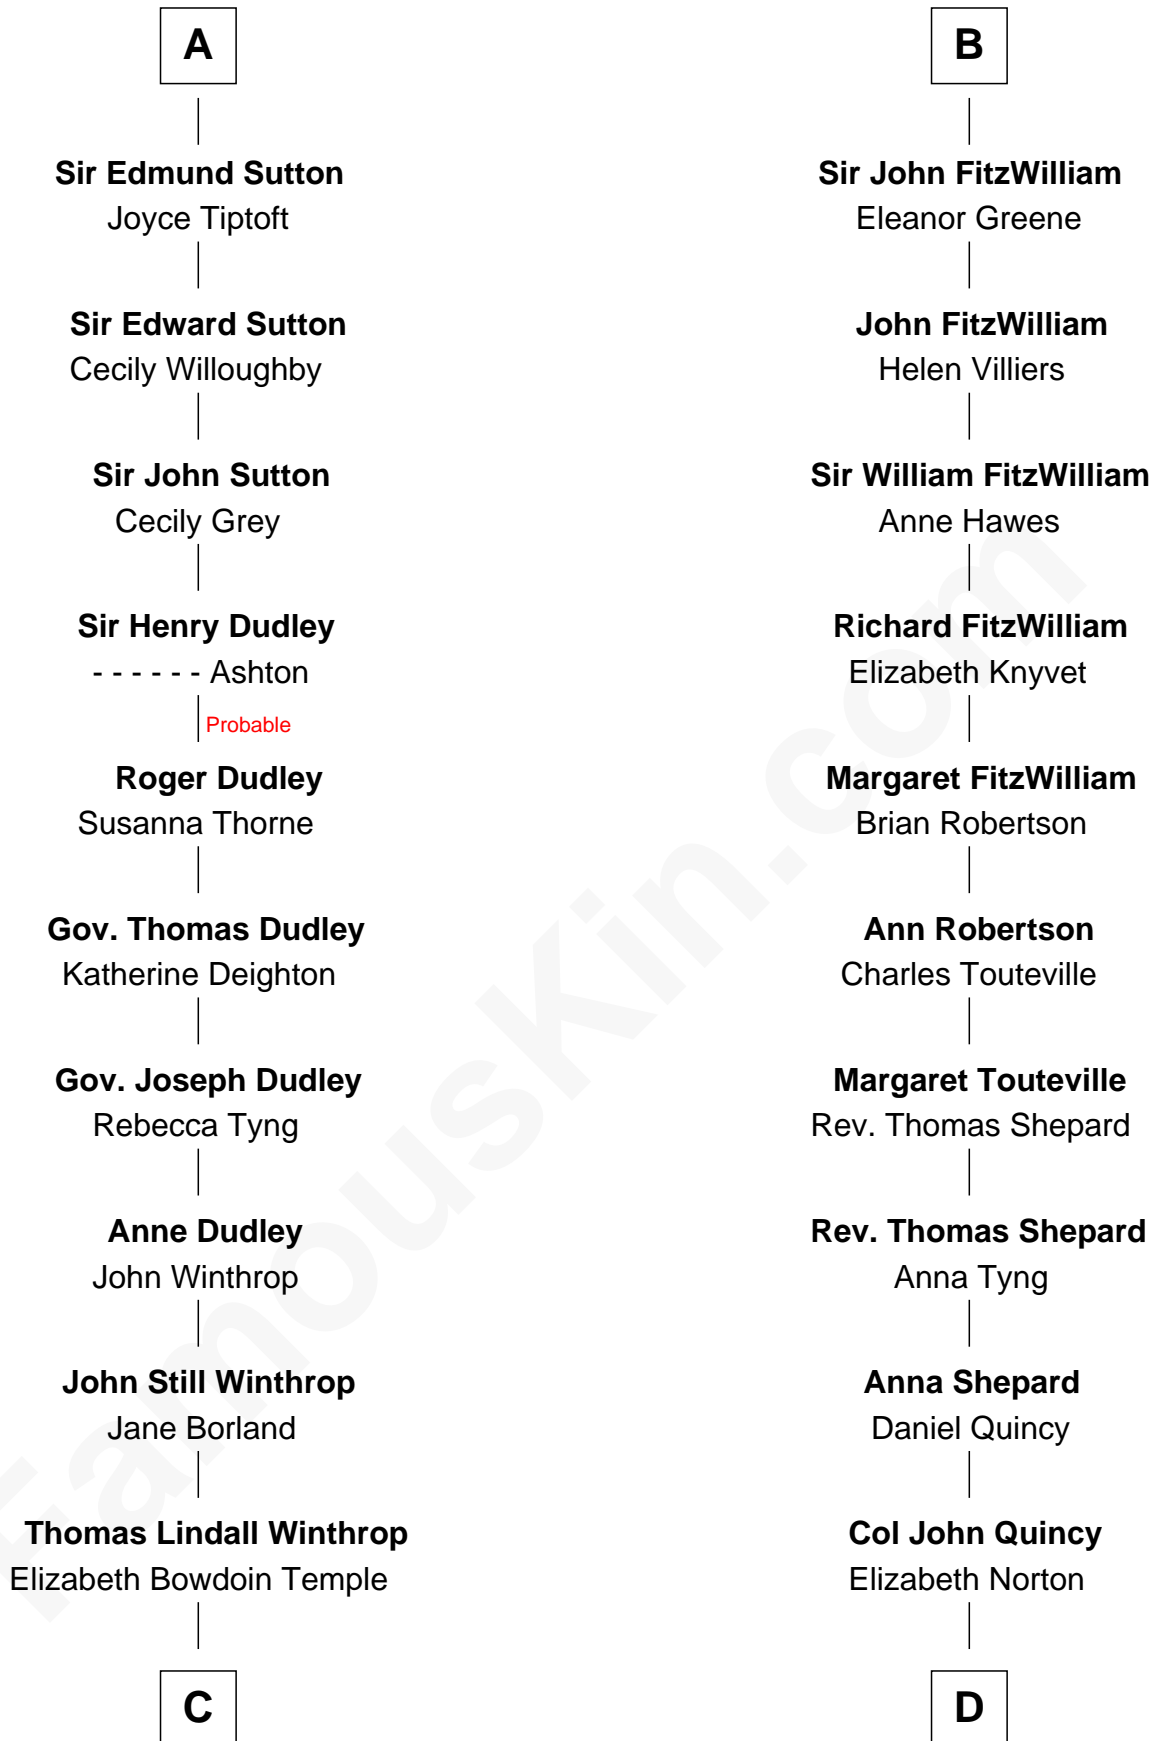 A
Sir Edmund Sutton
Joyce Tiptoft
Sir Edward Sutton
Cecily Willoughby
Sir John Sutton
Cecily Grey
Sir Henry Dudley
- - - - - - Ashton
Probable
Roger Dudley
Susanna Thorne
Gov. Thomas Dudley
Katherine Deighton
Gov. Joseph Dudley
Rebecca Tyng
Anne Dudley
John Winthrop
John Still Winthrop
Jane Borland
Thomas Lindall Winthrop
Elizabeth Bowdoin Temple
C
B
Sir John FitzWilliam
Eleanor Greene
John FitzWilliam
Helen Villiers
Sir William FitzWilliam
Anne Hawes
Richard FitzWilliam
Elizabeth Knyvet
Margaret FitzWilliam
Brian Robertson
Ann Robertson
Charles Touteville
Margaret Touteville
Rev. Thomas Shepard
Rev. Thomas Shepard
Anna Tyng
Anna Shepard
Daniel Quincy
Col John Quincy
Elizabeth Norton
D
FamousKin.com